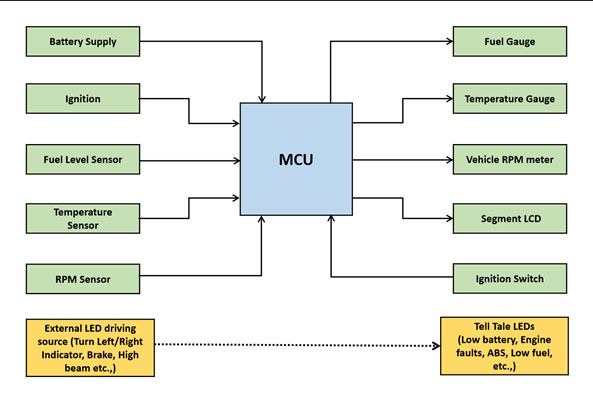 Battery Supply
Ignition
Fuel Level Sensor
Temperature
Sensor
RPM Sensor
MCU
Fuel Gauge
Temperature Gauge
Vehicle RPM meter
Segment LCD
Ignition Switch
External LED driving
source (Turn Left/Right
Indicator, Brake, High
beam etc.,)
Tell Tale LEDs
(Low battery, Engine
faults, ABS, Low fuel,
etc.,)